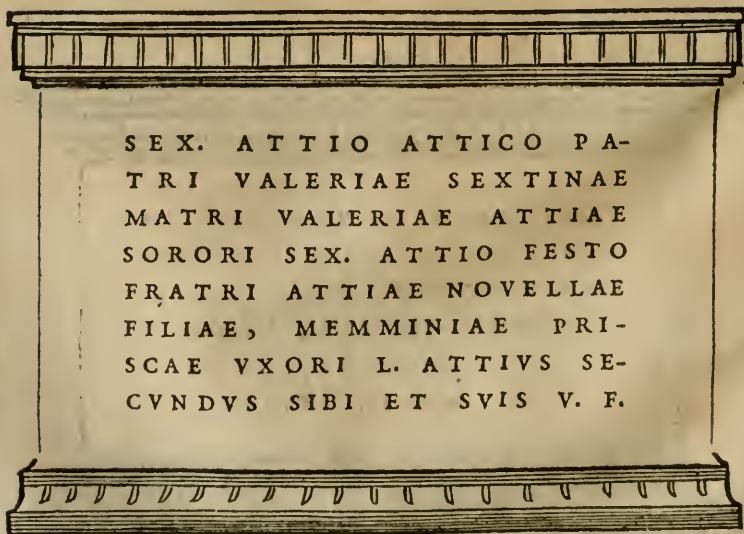 SEX. ATTIO ATTICO PA-
TRI VALERIAE SEXTINAE
MATRI VALERIAE ATTIAE
SORORI SEX. ATTIO FESTO
FRATRI ATTIAE NOVELLAE
FILIAE, MEMMINIAE PRI-
SCAE VXORI L. ATTIVS SE-
CVNDVS SIBI ET SVIS V. F.